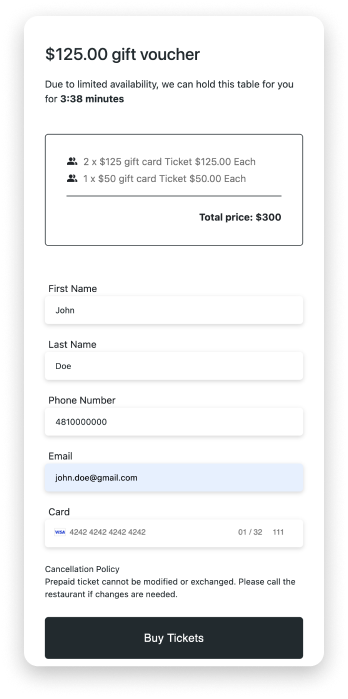 $125.00 gift voucher
Due to limited availability, we can hold this table for you
for 3:38 minutes
2 x $125 gift card Ticket $125.00 Each
1 x $50 gift card Ticket $50.00 Each
Total price: $300
First Name
John
Last Name
Doe
Phone Number
4810000000
Email
john.doe@gmail.com
Card
VISA 4242 4242 4242 4242 01 / 32 111
Cancellation Policy
Prepaid ticket cannot be modified or exchanged. Please call the
restaurant if changes are needed.
Buy Tickets